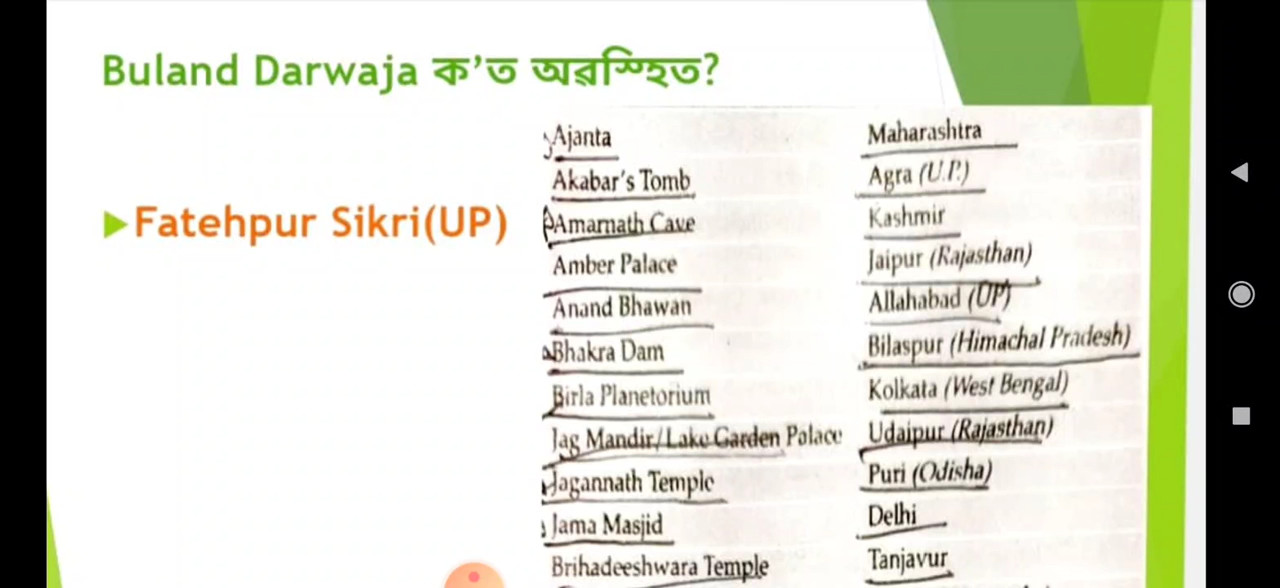 Buland Darwaja ক'ত অৱস্হিত?
Fatehpur Sikri(UP)
Ajanta Maharashtra
Akabar's Tomb Agra (U.P.)
Amarnath Cave Kashmir
Amber Palace Jaipur (Rajasthan)
Anand Bhawan Allahabad (UP)
Bhakra Dam Bilaspur (Himachal Pradesh)
Birla Planetorium Kolkata (West Bengal)
Jag Mandir/Lake Garden Palace Udaipur (Rajasthan)
Jagannath Temple Puri (Odisha)
Jama Masjid Delhi
Brihadeeshwara Temple Tanjavur